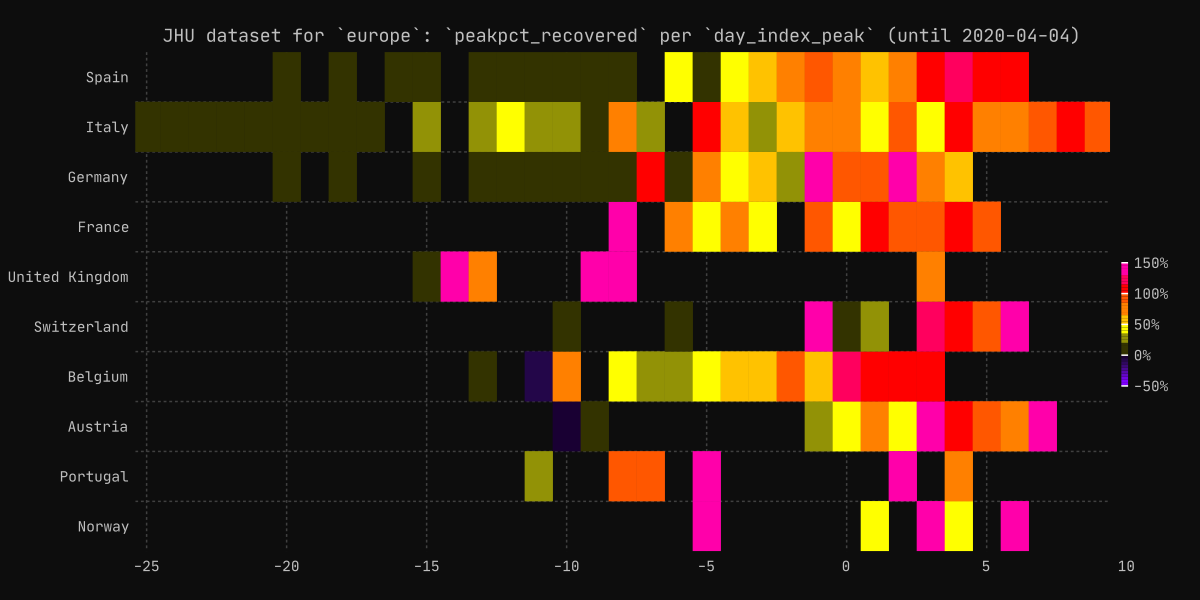 JHU dataset for `europe`: `peakpct_recovered` per `day_index_peak` (until 2020-04-04)
Spain
Italy
Germany
France
United Kingdom
Switzerland
Belgium
Austria
Portugal
Norway
150%
100%
50%
0%
−50%
−25 −20 −15 −10 −5 0 5 10